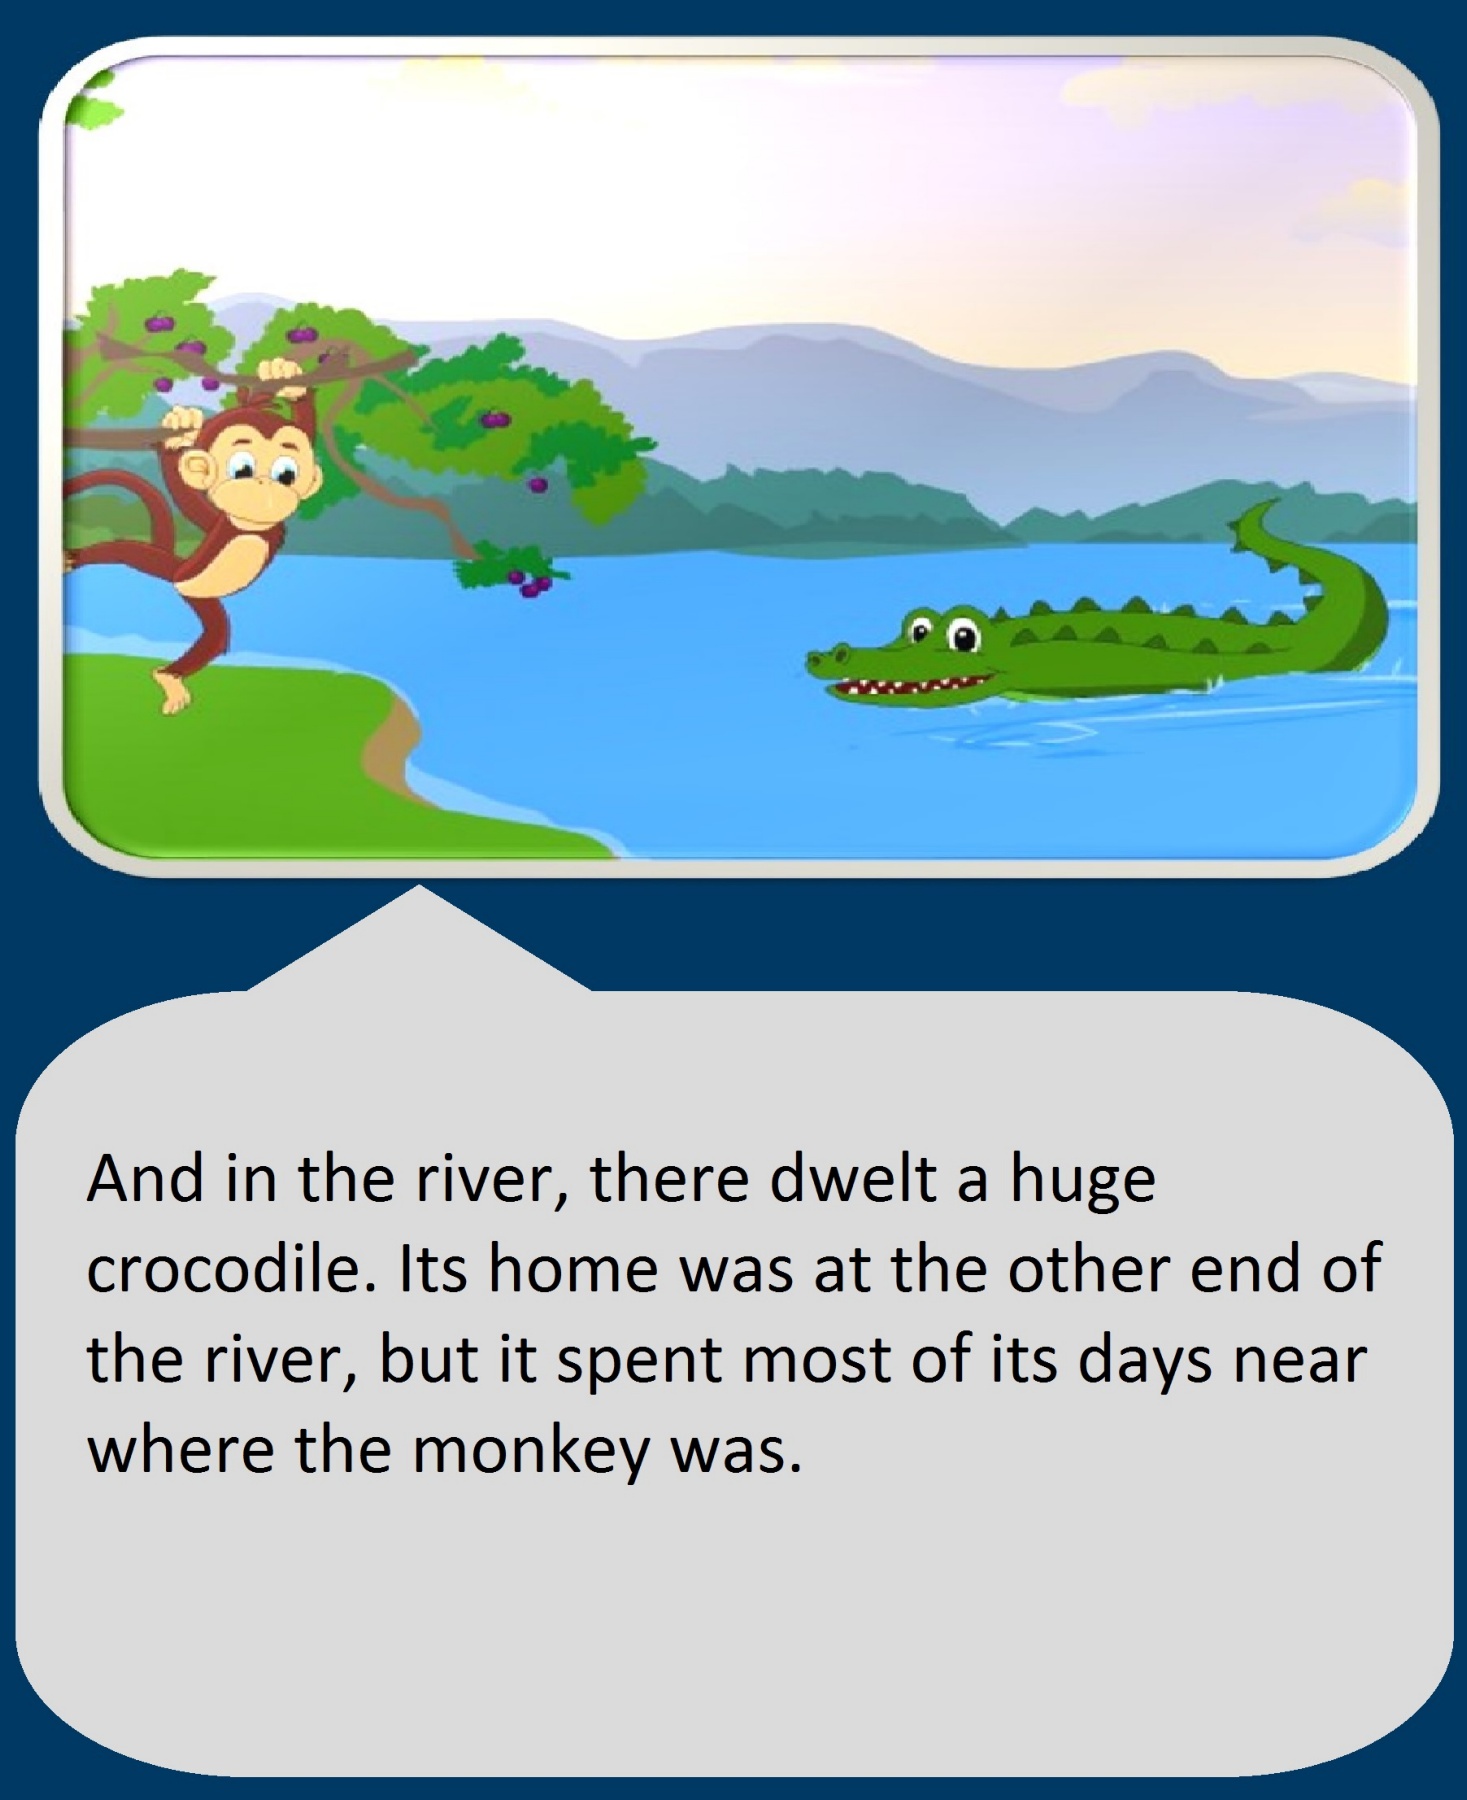 And in the river, there dwelt a huge
crocodile. Its home was at the other end of
the river, but it spent most of its days near
where the monkey was.